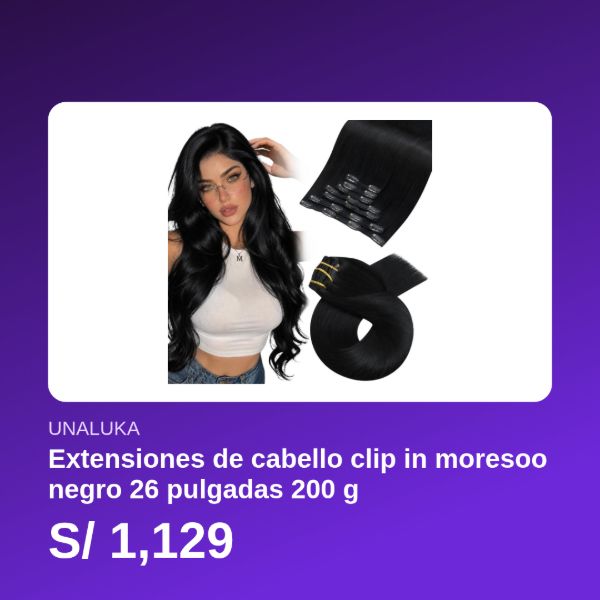 M
UNALUKA
Extensiones de cabello clip in moresoo
negro 26 pulgadas 200 g
S/ 1,129